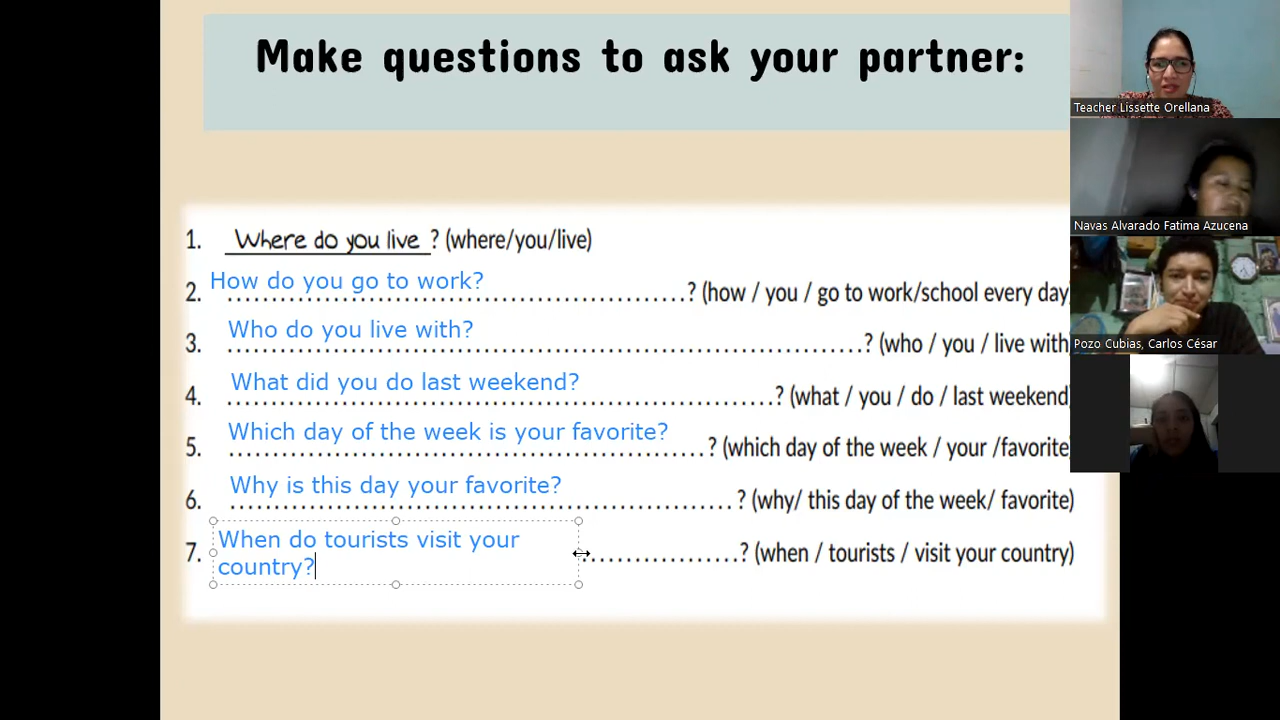 Make questions to ask your partner:
1. Where do you live ? (where/you/live)
How do you go to work?
2. ? (how / you / go to work/school every day
Who do you live with?
3. ? (who / you / live with
What did you do last weekend?
4. ? (what / you / do / last weekend
Which day of the week is your favorite?
5. ? (which day of the week / your /favorite
Why is this day your favorite?
6. ? (why/ this day of the week/ favorite)
When do tourists visit your
country?
7. ? (when / tourists / visit your country)
Teacher Lissette Orellana
Navas Alvarado Fatima Azucena
Pozo Cubias, Carlos César